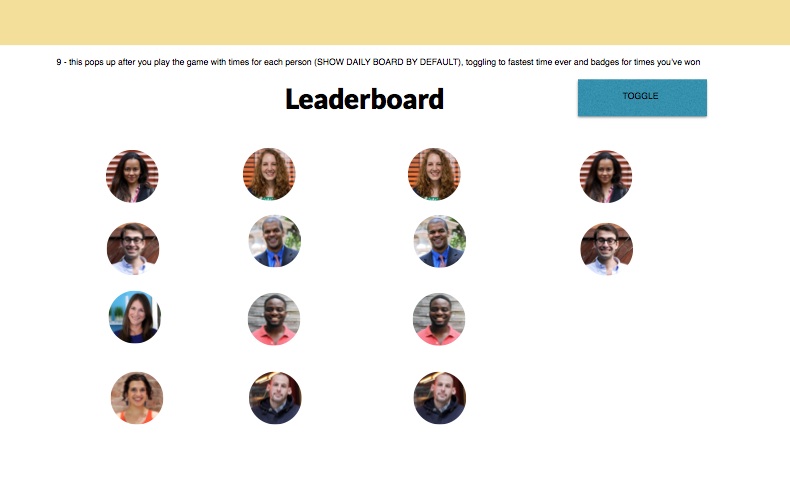 9 - this pops up after you play the game with times for each person (SHOW DAILY BOARD BY DEFAULT), toggling to fastest time ever and badges for times you've won
Leaderboard
TOGGLE